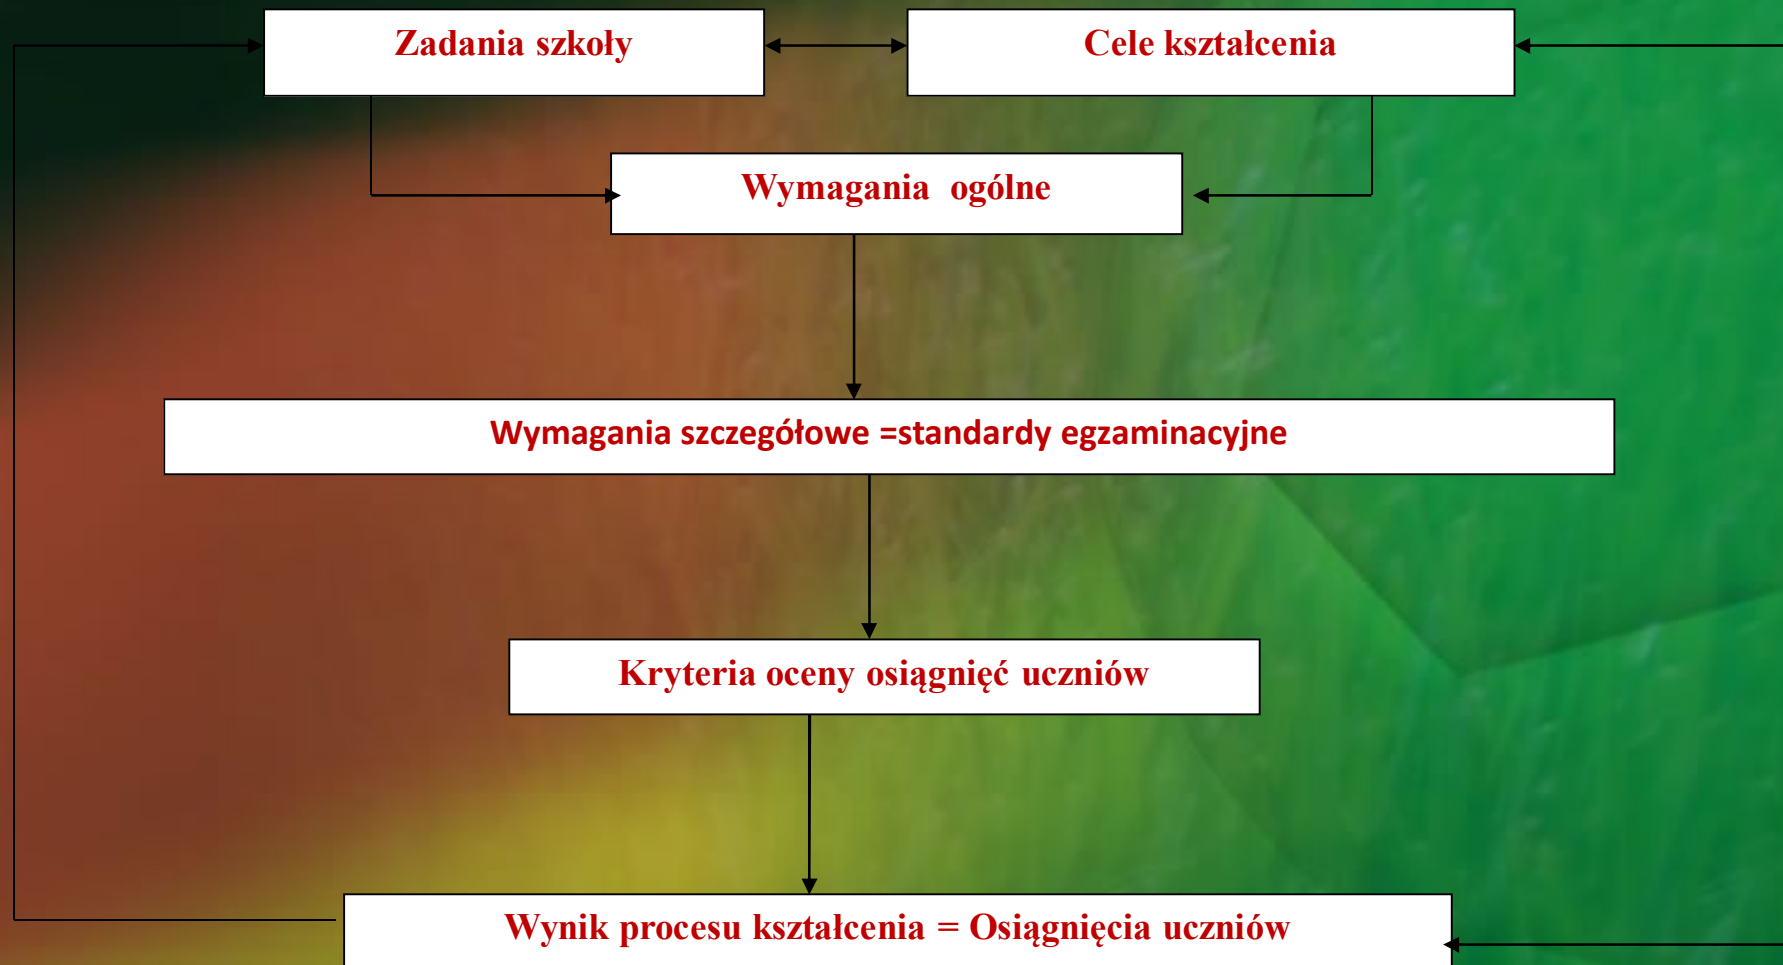 Zadania szkoły
Cele kształcenia
Wymagania ogólne
Wymagania szczegółowe =standardy egzaminacyjne
Kryteria oceny osiągnięć uczniów
Wynik procesu kształcenia = Osiągnięcia uczniów